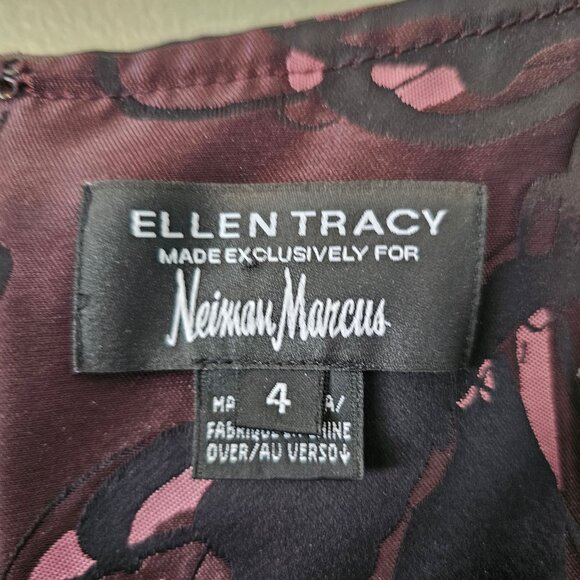 ELLEN TRACY
MADE EXCLUSIVELY FOR
Neiman Marcus
4
OVER/AU VERSO↓